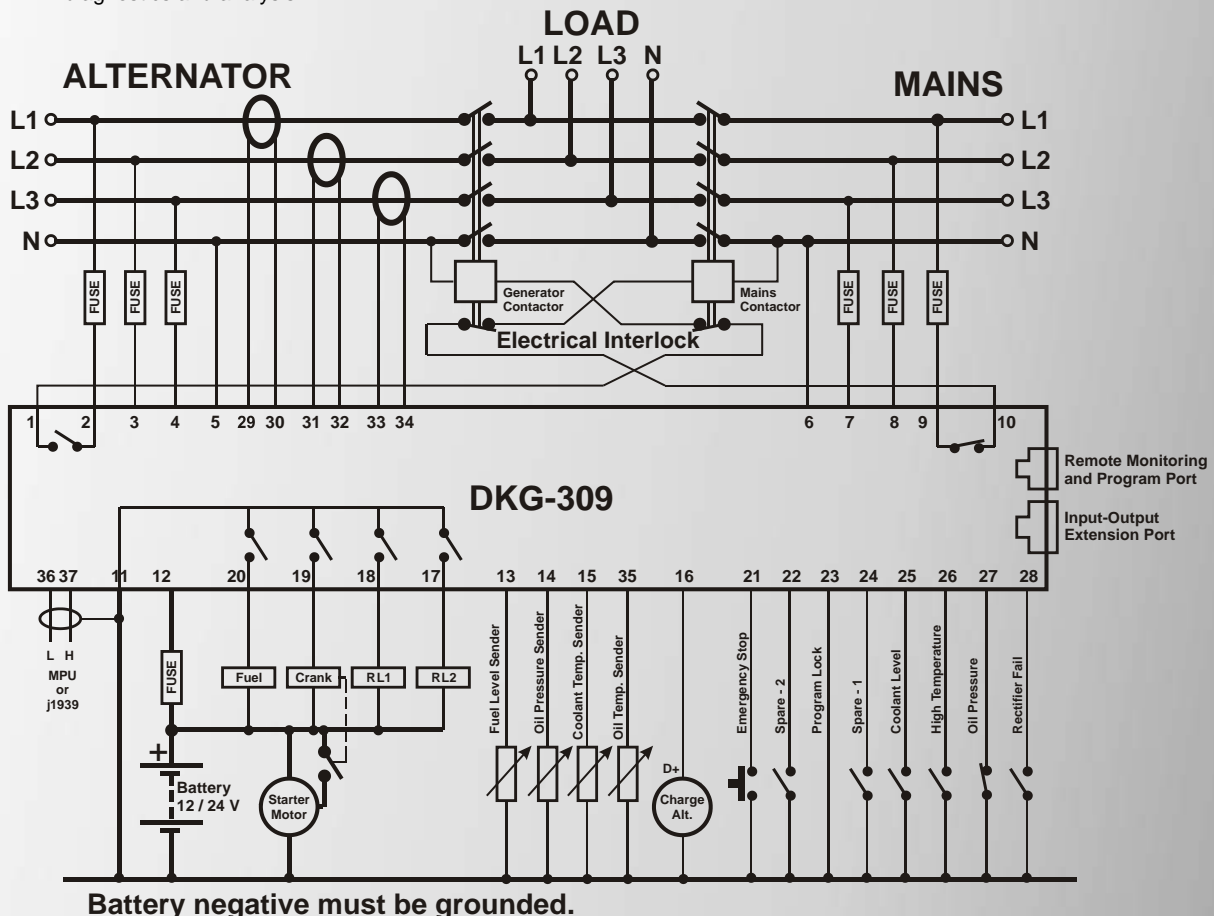 LOAD
L1 L2 L3 N
ALTERNATOR
MAINS
L1
L2
L3
N
L1
L2
L3
N
FUSE
FUSE
FUSE
Generator
Contactor
Mains
Contactor
FUSE
FUSE
FUSE
Electrical Interlock
1 2 3 4 5 29 30 31 32 33 34 6 7 8 9 10
DKG-309
Remote Monitoring
and Program Port
Input-Output
Extension Port
36 37 11 12 20 19 18 17 13 14 15 35 16 21 22 23 24 25 26 27 28
L H
MPU
or
j1939
FUSE
Fuel
Crank
RL1
RL2
Fuel Level Sender
Oil Pressure Sender
Coolant Temp. Sender
Oil Temp. Sender
Emergency Stop
Spare - 2
Program Lock
Spare - 1
Coolant Level
High Temperature
Oil Pressure
Rectifier Fail
+
Battery
12 / 24 V
Starter
Motor
D+
Charge
Alt.
Battery negative must be grounded.